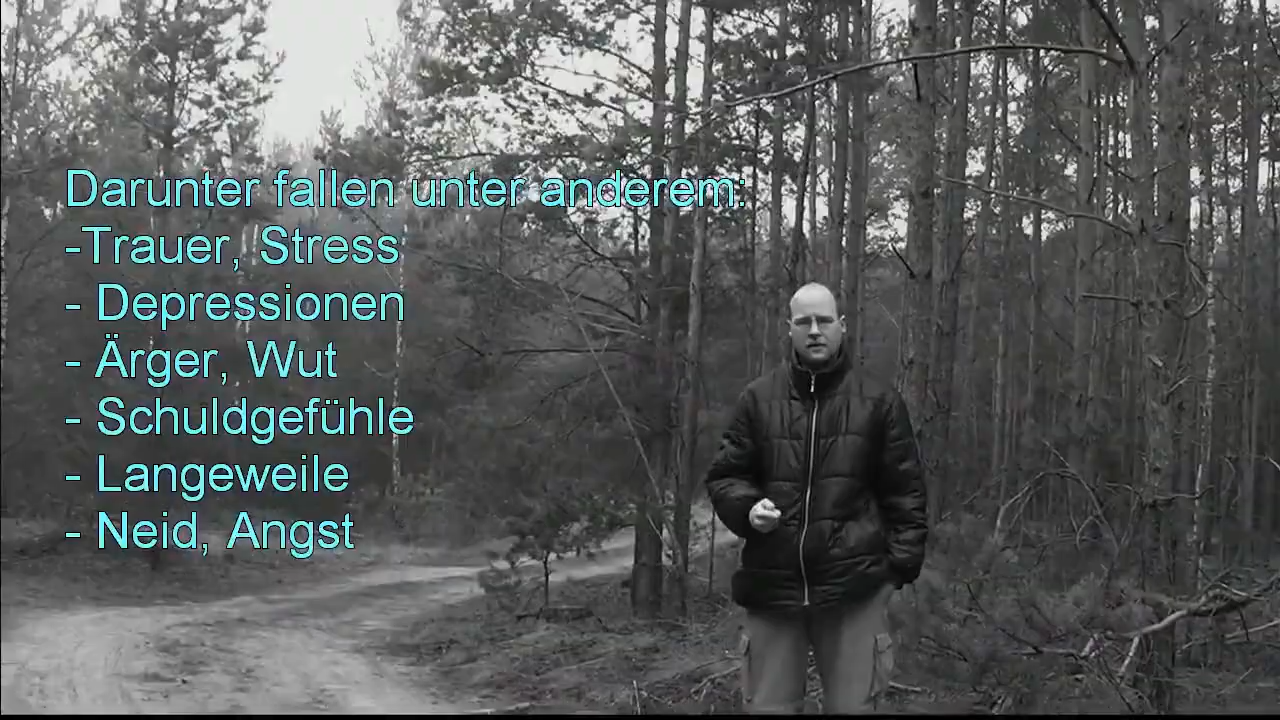 Darunter fallen unter anderem:
-Trauer, Stress
- Depressionen
- Ärger, Wut
- Schuldgefühle
- Langeweile
- Neid, Angst